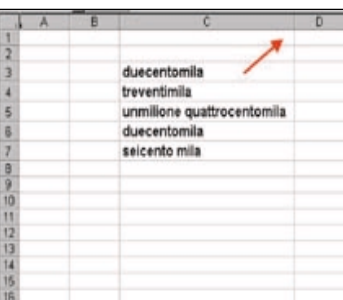 A B C D
1
2
3 duecentomila
4 treventimila
5 unmilione quattrocentomila
6 duecentomila
7 seicento mila
8
9
10
11
12
13
14
15
16